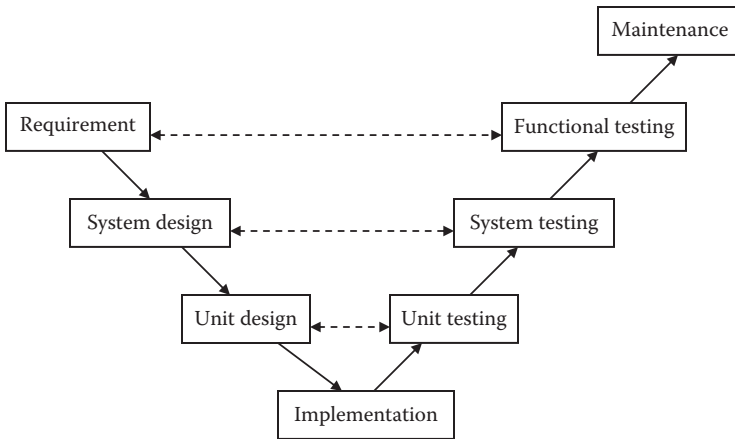 Maintenance
Requirement
Functional testing
System design
System testing
Unit design
Unit testing
Implementation